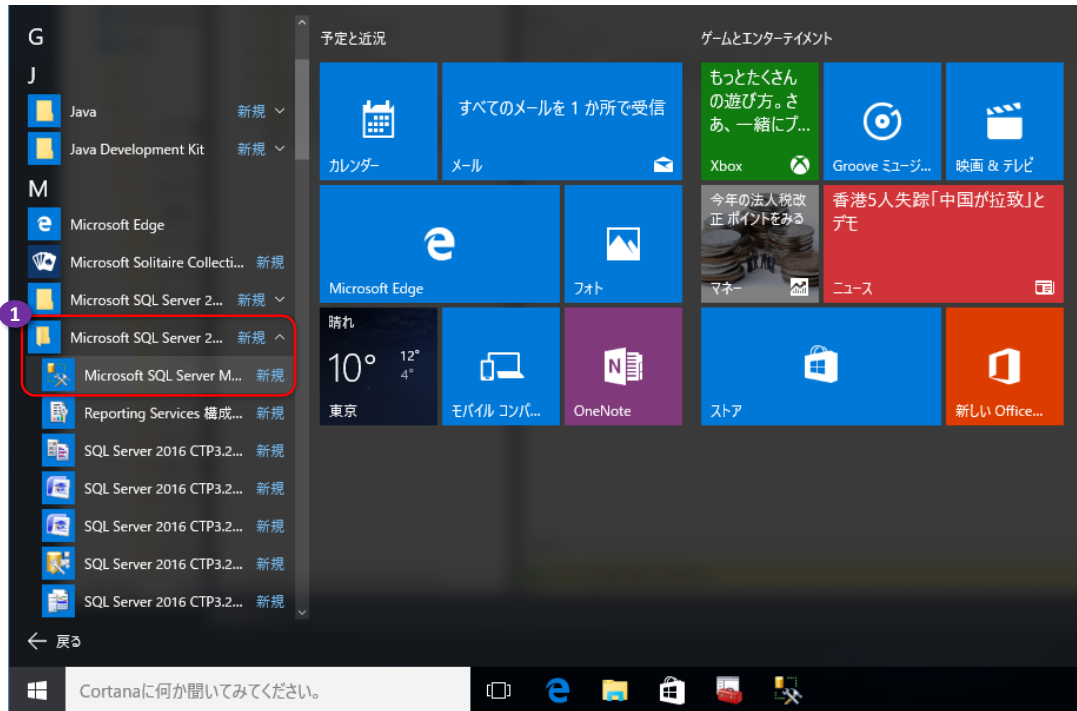 G
J
Java 新規
Java Development Kit 新規
M
Microsoft Edge
Microsoft Solitaire Collecti... 新規
Microsoft SQL Server 2... 新規
1
Microsoft SQL Server 2... 新規
Microsoft SQL Server M... 新規
Reporting Services 構成... 新規
SQL Server 2016 CTP3.2... 新規
SQL Server 2016 CTP3.2... 新規
SQL Server 2016 CTP3.2... 新規
SQL Server 2016 CTP3.2... 新規
SQL Server 2016 CTP3.2... 新規
戻る
予定と近況
カレンダー
すべてのメールを 1 か所で受信
メール
Microsoft Edge
フォト
晴れ
10° 12°
4°
東京
モバイル コンパ...
N
OneNote
ゲームとエンターテイメント
もっとたくさん
の遊び方。さ
あ、一緒にプ...
Xbox
Groove ミュージ...
映画 & テレビ
今年の法人税改
正 ポイントをみる
マネー
香港5人失踪「中国が拉致」と
デモ
ニュース
ストア
新しい Office...
Cortanaに何か聞いてみてください。